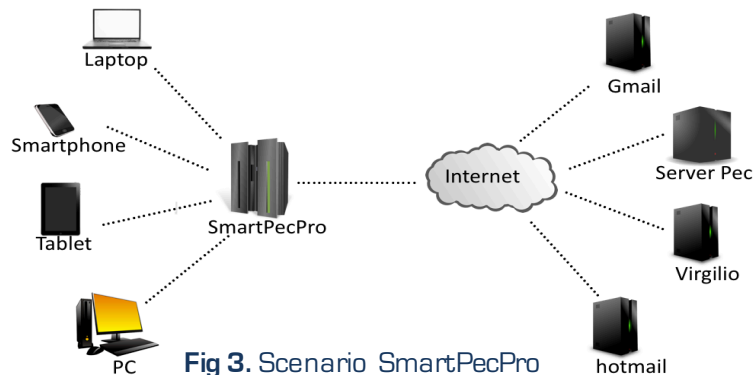 Laptop
Smartphone
Tablet
PC
SmartPecPro
Internet
Gmail
Server Pec
Virgilio
hotmail
Fig 3. Scenario SmartPecPro